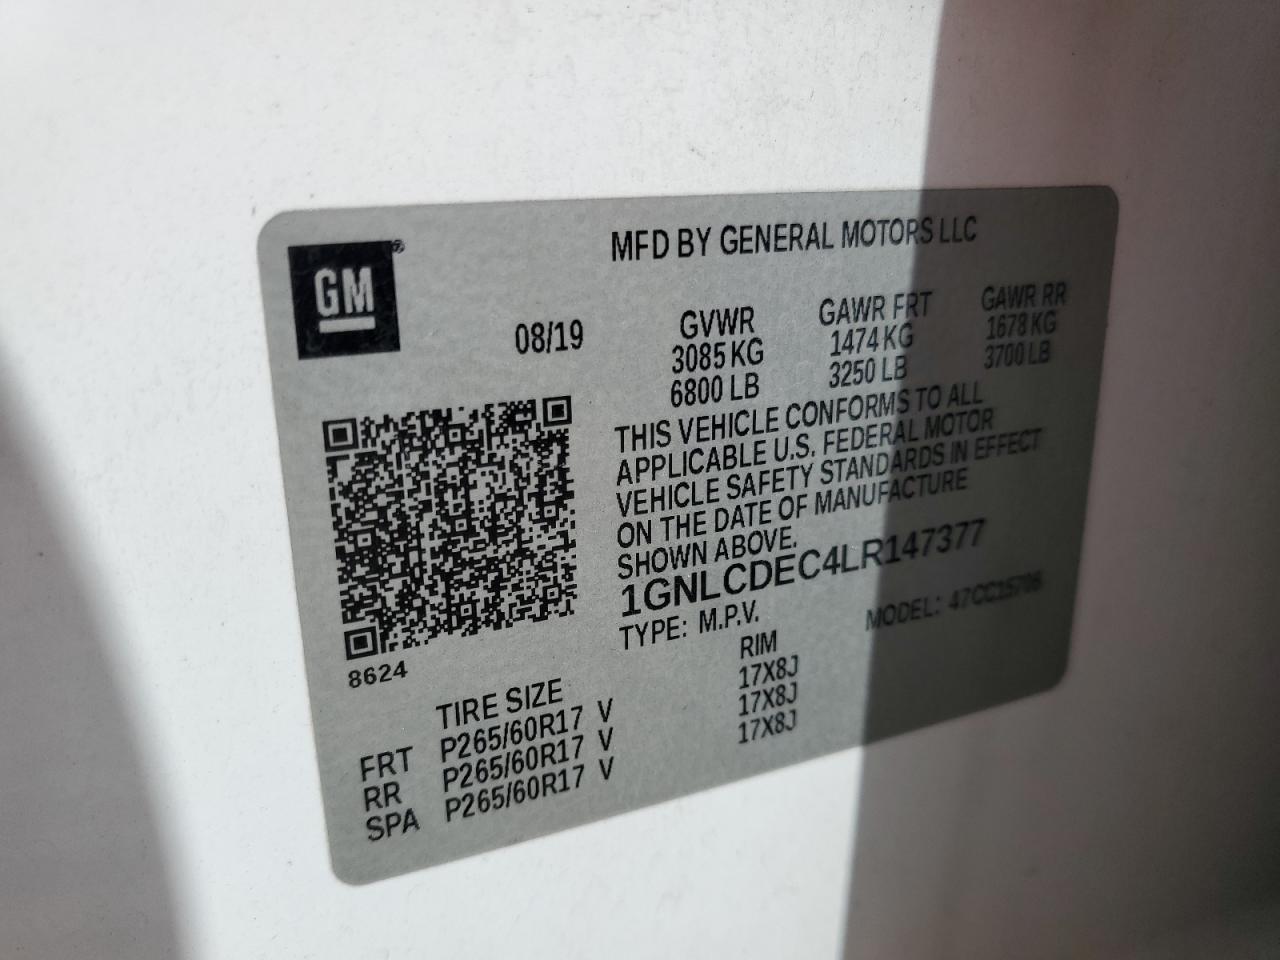 GM®
MFD BY GENERAL MOTORS LLC
08/19
GVWR GAWR FRT GAWR RR
3085 KG 1474 KG 1678 KG
6800 LB 3250 LB 3700 LB
THIS VEHICLE CONFORMS TO ALL
APPLICABLE U.S. FEDERAL MOTOR
VEHICLE SAFETY STANDARDS IN EFFECT
ON THE DATE OF MANUFACTURE
SHOWN ABOVE.
1GNLCDEC4LR147377
TYPE: M.P.V. MODEL: 47CC15706
8624
TIRE SIZE RIM
FRT P265/60R17 V 17X8J
RR P265/60R17 V 17X8J
SPA P265/60R17 V 17X8J